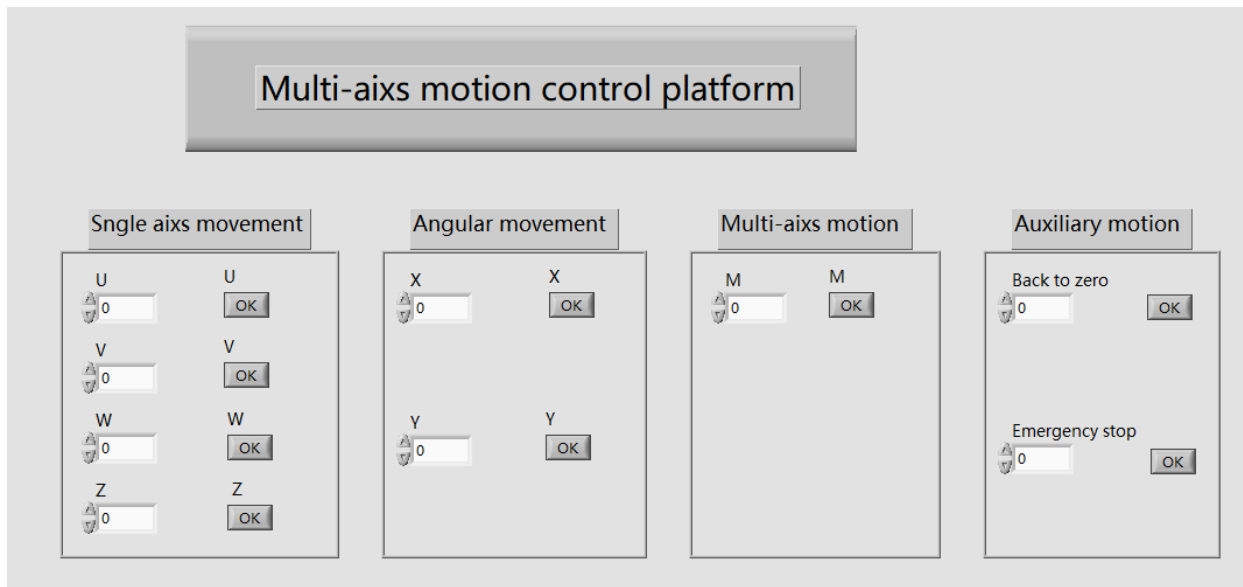 Multi-aixs motion control platform
Sngle aixs movement
U U
0 OK
V V
0 OK
W W
0 OK
Z Z
0 OK
Angular movement
X X
0 OK
Y Y
0 OK
Multi-aixs motion
M M
0 OK
Auxiliary motion
Back to zero
0 OK
Emergency stop
0 OK